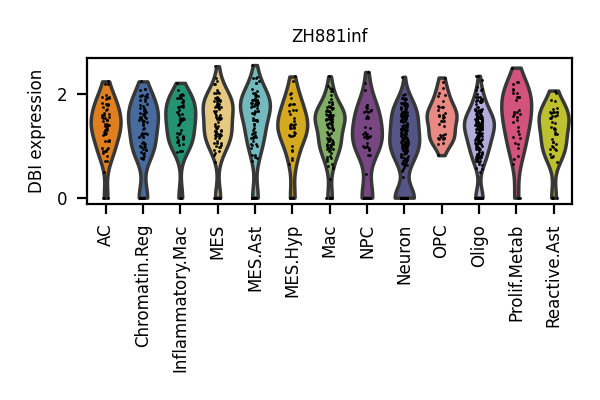 ZH881inf
DBI expression
2
0
AC
Chromatin.Reg
Inflammatory.Mac
MES
MES.Ast
MES.Hyp
Mac
NPC
Neuron
OPC
Oligo
Prolif.Metab
Reactive.Ast